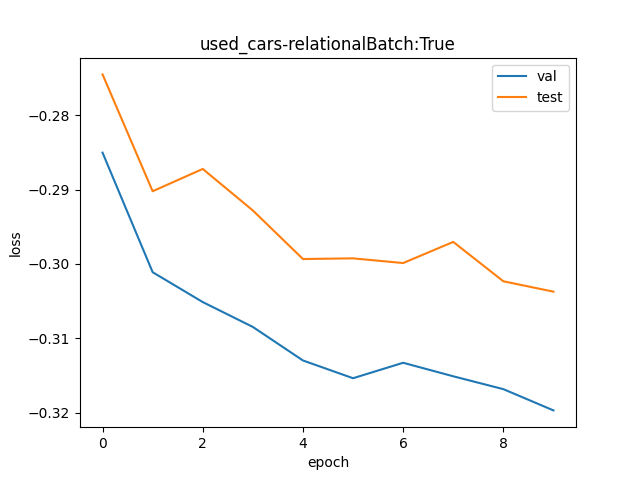 used_cars-relationalBatch:True
val
test
−0.28
−0.29
−0.30
−0.31
−0.32
loss
0
2
4
6
8
epoch